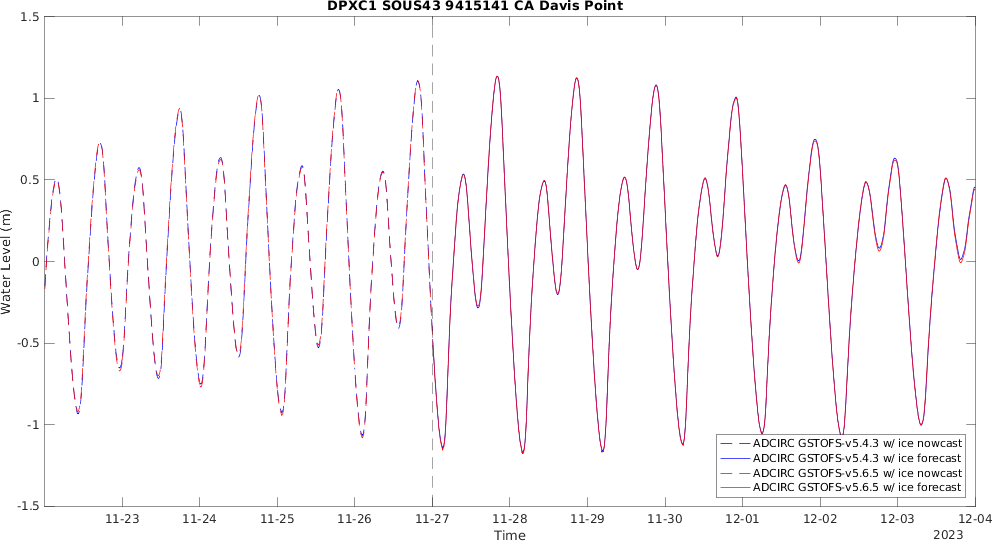 DPXC1 SOUS43 9415141 CA Davis Point
1.5
1
0.5
0
-0.5
-1
-1.5
Water Level (m)
11-23 11-24 11-25 11-26 11-27 11-28 11-29 11-30 12-01 12-02 12-03 12-04
Time
2023
ADCIRC GSTOFS-v5.4.3 w/ ice nowcast
ADCIRC GSTOFS-v5.4.3 w/ ice forecast
ADCIRC GSTOFS-v5.6.5 w/ ice nowcast
ADCIRC GSTOFS-v5.6.5 w/ ice forecast